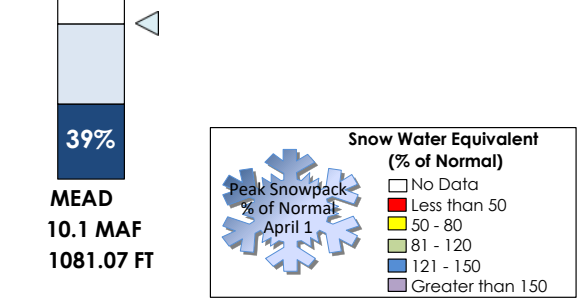 39%
MEAD
10.1 MAF
1081.07 FT
Peak Snowpack
% of Normal
April 1
Snow Water Equivalent
(% of Normal)
No Data
Less than 50
50 - 80
81 - 120
121 - 150
Greater than 150